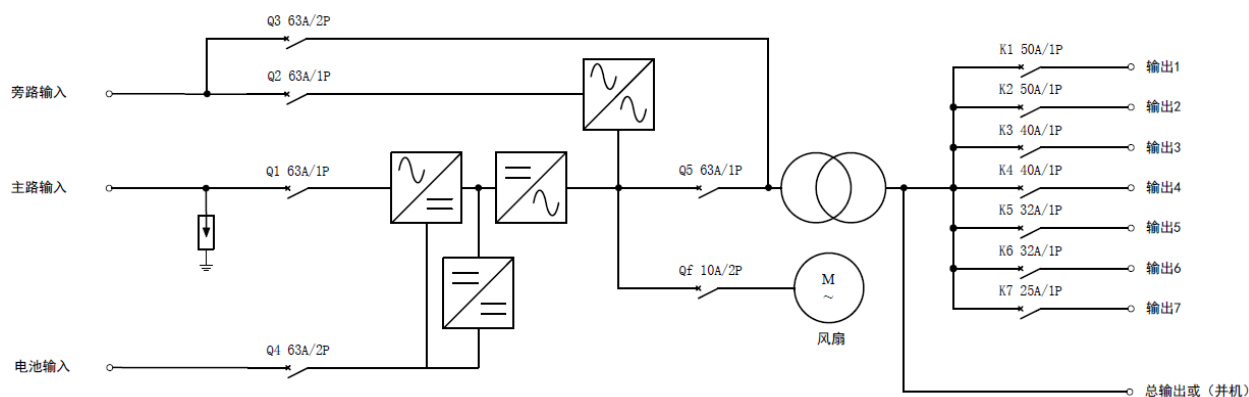 Q3 63A/2P
Q2 63A/1P
旁路输入
Q1 63A/1P
主路输入
Q4 63A/2P
电池输入
Q5 63A/1P
Qf 10A/2P
M
~
风扇
K1 50A/1P
输出1
K2 50A/1P
输出2
K3 40A/1P
输出3
K4 40A/1P
输出4
K5 32A/1P
输出5
K6 32A/1P
输出6
K7 25A/1P
输出7
总输出或（并机）